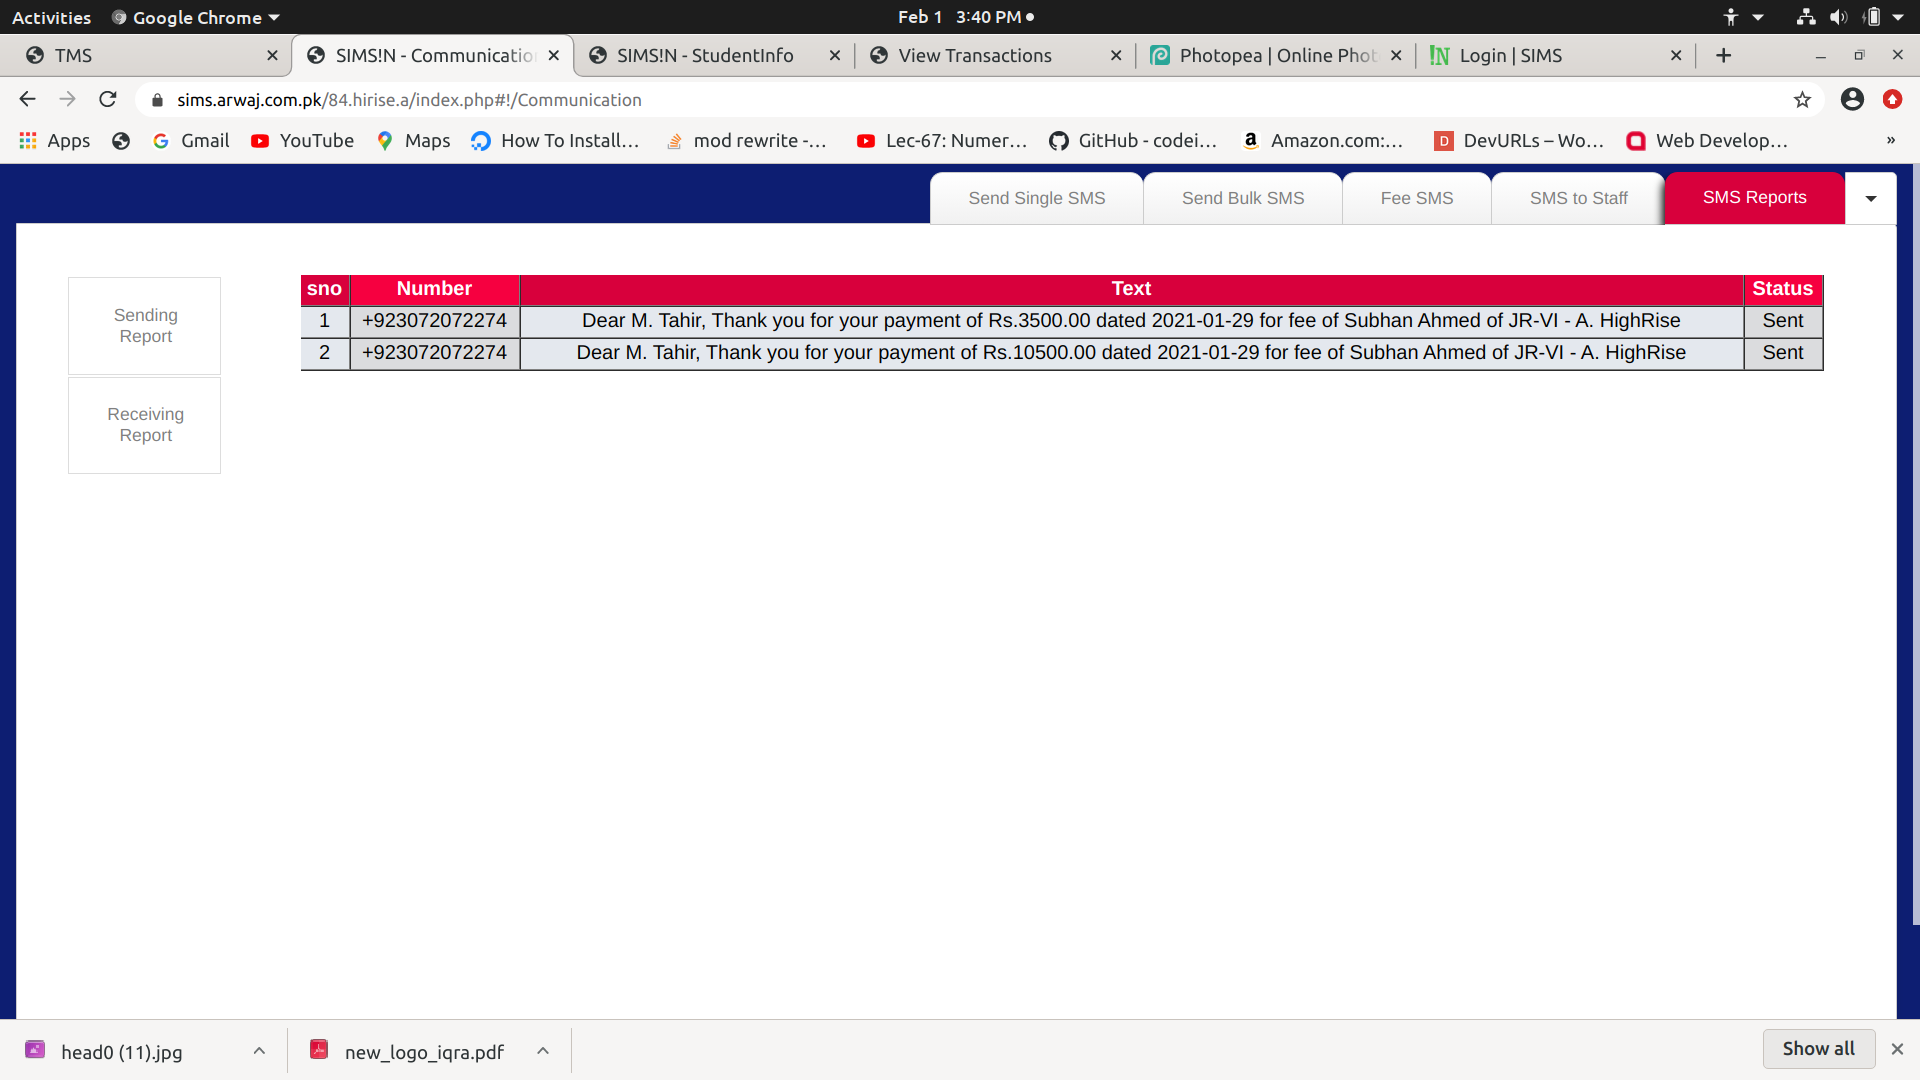 Activities Google Chrome Feb 1 3:40 PM
TMS SIMS!N - Communicatio SIMS!N - StudentInfo View Transactions Photopea | Online Phot Login | SIMS
sims.arwaj.com.pk/84.hirise.a/index.php#!/Communication
Apps Gmail YouTube Maps How To Install... mod rewrite -... Lec-67: Numer... GitHub - codei... Amazon.com:... DevURLs – Wo... Web Develop... »
Send Single SMS Send Bulk SMS Fee SMS SMS to Staff SMS Reports
Sending
Report
Receiving
Report
sno Number Text Status
1 +923072072274 Dear M. Tahir, Thank you for your payment of Rs.3500.00 dated 2021-01-29 for fee of Subhan Ahmed of JR-VI - A. HighRise Sent
2 +923072072274 Dear M. Tahir, Thank you for your payment of Rs.10500.00 dated 2021-01-29 for fee of Subhan Ahmed of JR-VI - A. HighRise Sent
head0 (11).jpg new_logo_iqra.pdf Show all